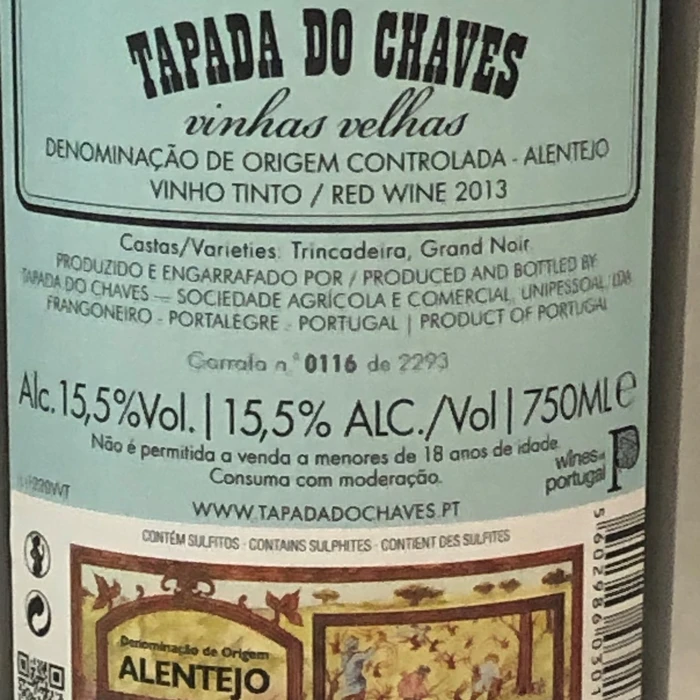 TAPADA DO CHAVES
vinhas velhas
DENOMINAÇÃO DE ORIGEM CONTROLADA - ALENTEJO
VINHO TINTO / RED WINE 2013
Castas/Varieties: Trincadeira, Grand Noir
PRODUZIDO E ENGARRAFADO POR / PRODUCED AND BOTTLED BY:
TAPADA DO CHAVES — SOCIEDADE AGRÍCOLA E COMERCIAL, UNIPESSOAL, LDA
FRANGONEIRO - PORTALEGRE - PORTUGAL | PRODUCT OF PORTUGAL
Garrafa n.º 0116 de 2293
Alc.15,5%Vol. | 15,5% ALC./Vol | 750ML e
Não é permitida a venda a menores de 18 anos de idade.
Consuma com moderação.
wines of
portugal
WWW.TAPADADOCHAVES.PT
CONTÉM SULFITOS - CONTAINS SULPHITES - CONTIENT DES SULFITES
Denominação de Origem
ALENTEJO
5 602986 030